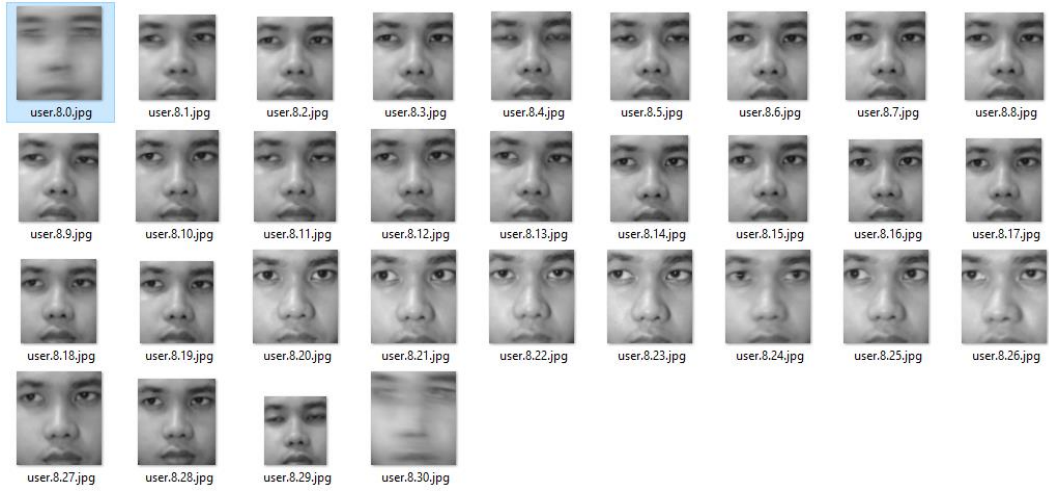 user.8.0.jpg user.8.1.jpg user.8.2.jpg user.8.3.jpg user.8.4.jpg user.8.5.jpg user.8.6.jpg user.8.7.jpg user.8.8.jpg
user.8.9.jpg user.8.10.jpg user.8.11.jpg user.8.12.jpg user.8.13.jpg user.8.14.jpg user.8.15.jpg user.8.16.jpg user.8.17.jpg
user.8.18.jpg user.8.19.jpg user.8.20.jpg user.8.21.jpg user.8.22.jpg user.8.23.jpg user.8.24.jpg user.8.25.jpg user.8.26.jpg
user.8.27.jpg user.8.28.jpg user.8.29.jpg user.8.30.jpg